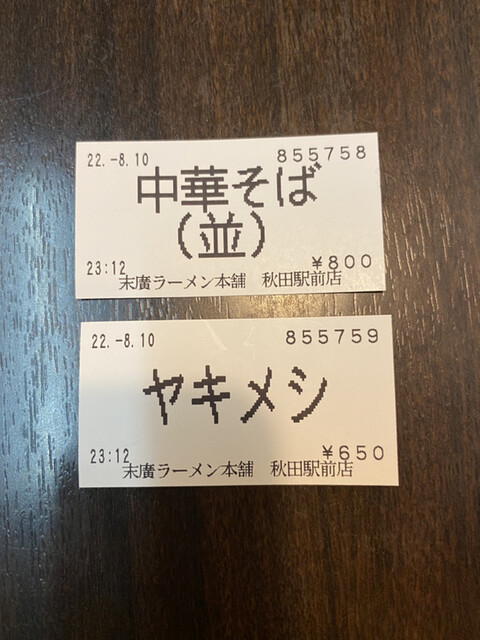 22.-8.10 855758
中華そば
(並)
23:12 ¥800
末廣ラーメン本舗 秋田駅前店
22.-8.10 855759
ヤキメシ
23:12 ¥650
末廣ラーメン本舗 秋田駅前店